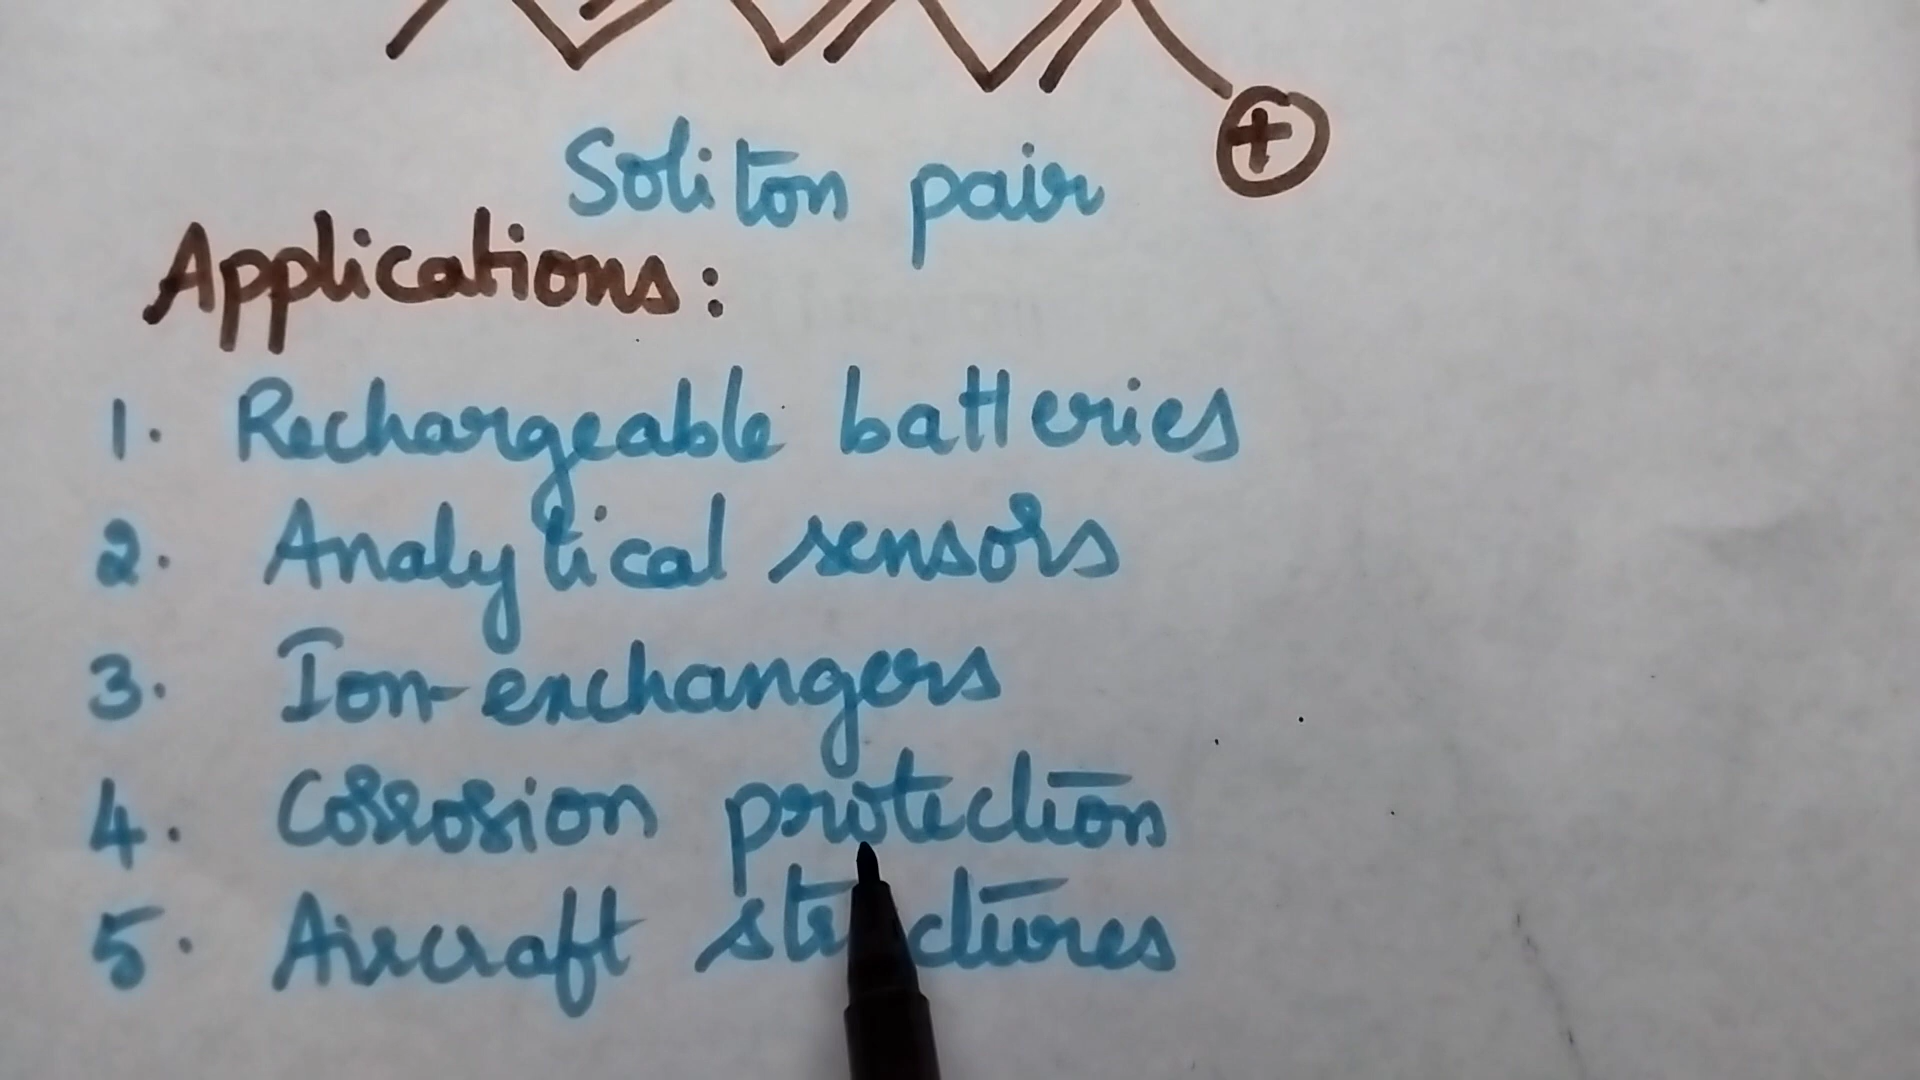 ⊕
Soliton pair
Applications:
1. Rechargeable batteries
2. Analytical sensors
3. Ion-exchangers
4. Corrosion protection
5. Aircraft structures